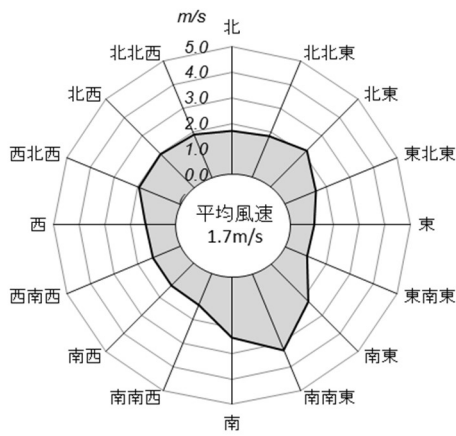 m/s
北
北北西
北北東
5.0
4.0
北西
北東
3.0
2.0
西北西
東北東
1.0
0.0
平均風速
1.7m/s
西
東
西南西
東南東
南西
南東
南南西
南南東
南